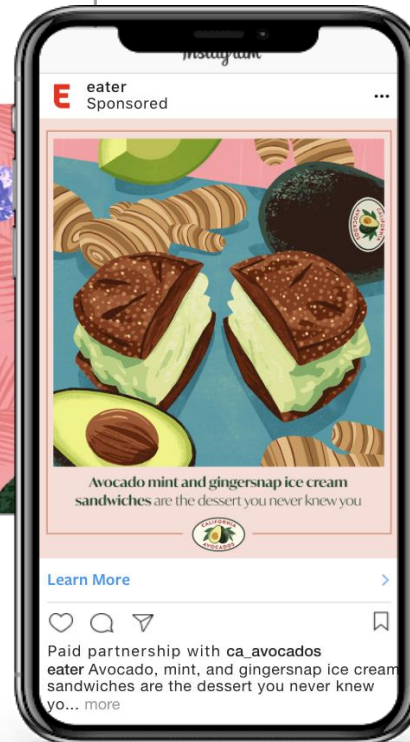 Instagram
E
eater
Sponsored
...
CALIFORNIA
AVOCADOS
Avocado mint and gingersnap ice cream
sandwiches are the dessert you never knew you
CALIFORNIA
AVOCADOS
Learn More
Paid partnership with ca_avocados
eater Avocado, mint, and gingersnap ice cream
sandwiches are the dessert you never knew
yo... more